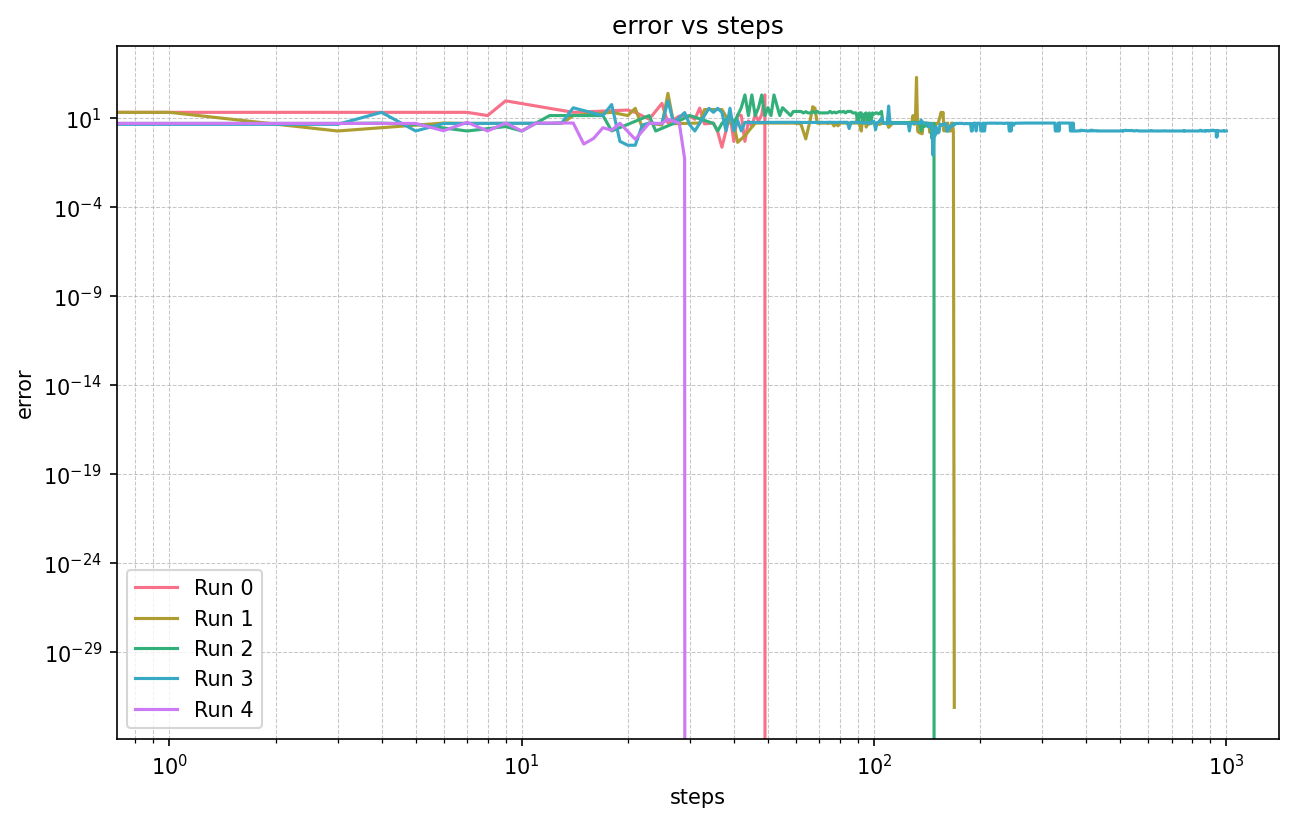 error vs steps
error
10¹
10⁻⁴
10⁻⁹
10⁻¹⁴
10⁻¹⁹
10⁻²⁴
10⁻²⁹
Run 0
Run 1
Run 2
Run 3
Run 4
10⁰ 10¹ 10² 10³
steps